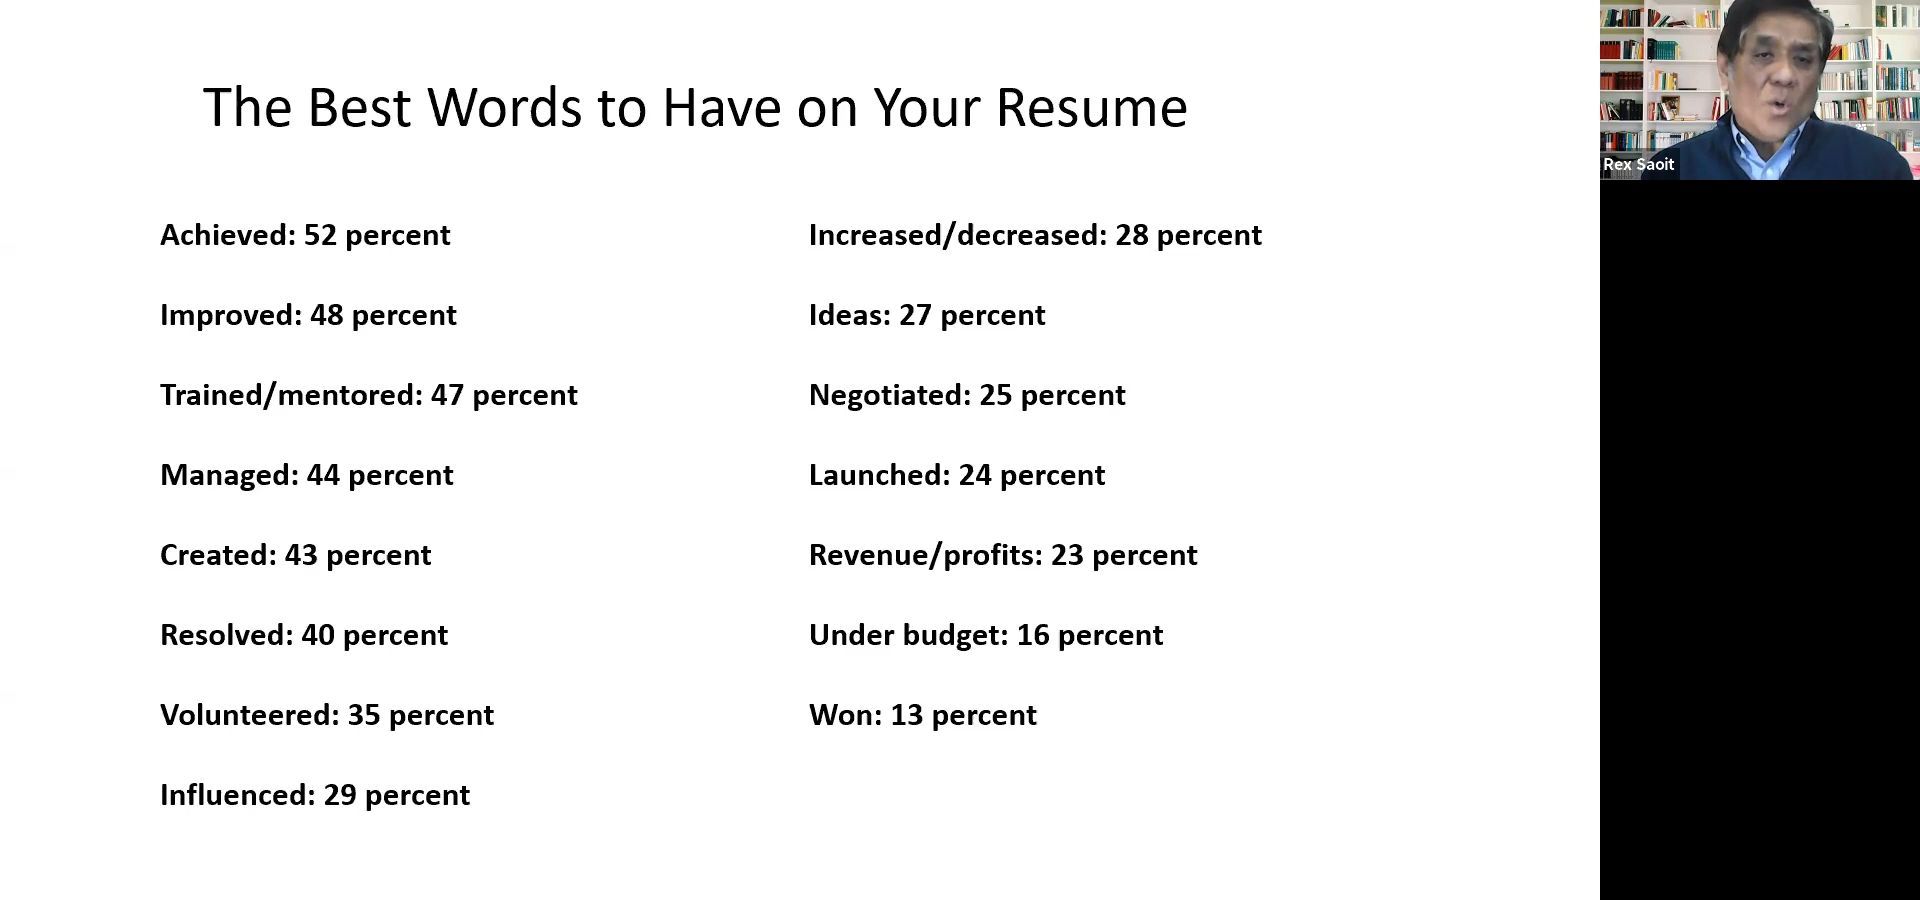 The Best Words to Have on Your Resume
Achieved: 52 percent
Improved: 48 percent
Trained/mentored: 47 percent
Managed: 44 percent
Created: 43 percent
Resolved: 40 percent
Volunteered: 35 percent
Influenced: 29 percent
Increased/decreased: 28 percent
Ideas: 27 percent
Negotiated: 25 percent
Launched: 24 percent
Revenue/profits: 23 percent
Under budget: 16 percent
Won: 13 percent
Rex Saoit